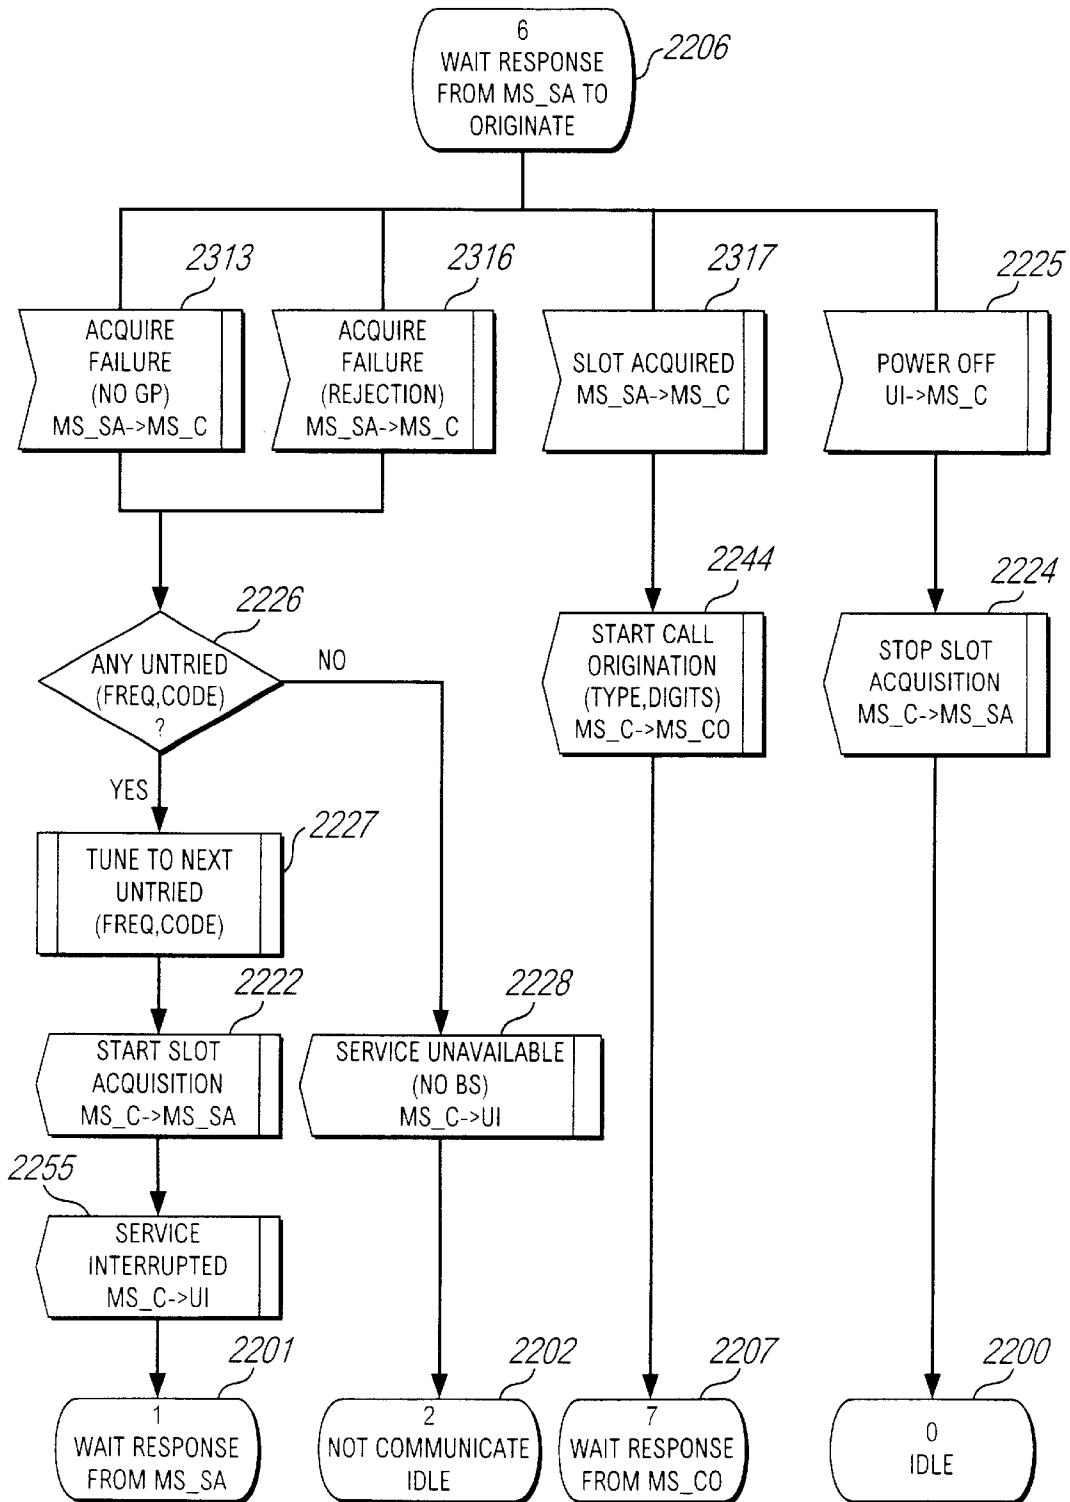 6
WAIT RESPONSE
FROM MS_SA TO
ORIGINATE
2206
2313
ACQUIRE
FAILURE
(NO GP)
MS_SA->MS_C
2316
ACQUIRE
FAILURE
(REJECTION)
MS_SA->MS_C
2317
SLOT ACQUIRED
MS_SA->MS_C
2225
POWER OFF
UI->MS_C
2226
ANY UNTRIED
(FREQ,CODE)
?
NO
YES
2244
START CALL
ORIGINATION
(TYPE,DIGITS)
MS_C->MS_CO
2224
STOP SLOT
ACQUISITION
MS_C->MS_SA
2227
TUNE TO NEXT
UNTRIED
(FREQ,CODE)
2222
START SLOT
ACQUISITION
MS_C->MS_SA
2228
SERVICE UNAVAILABLE
(NO BS)
MS_C->UI
2255
SERVICE
INTERRUPTED
MS_C->UI
2201
1
WAIT RESPONSE
FROM MS_SA
2202
2
NOT COMMUNICATE
IDLE
2207
7
WAIT RESPONSE
FROM MS_CO
2200
0
IDLE